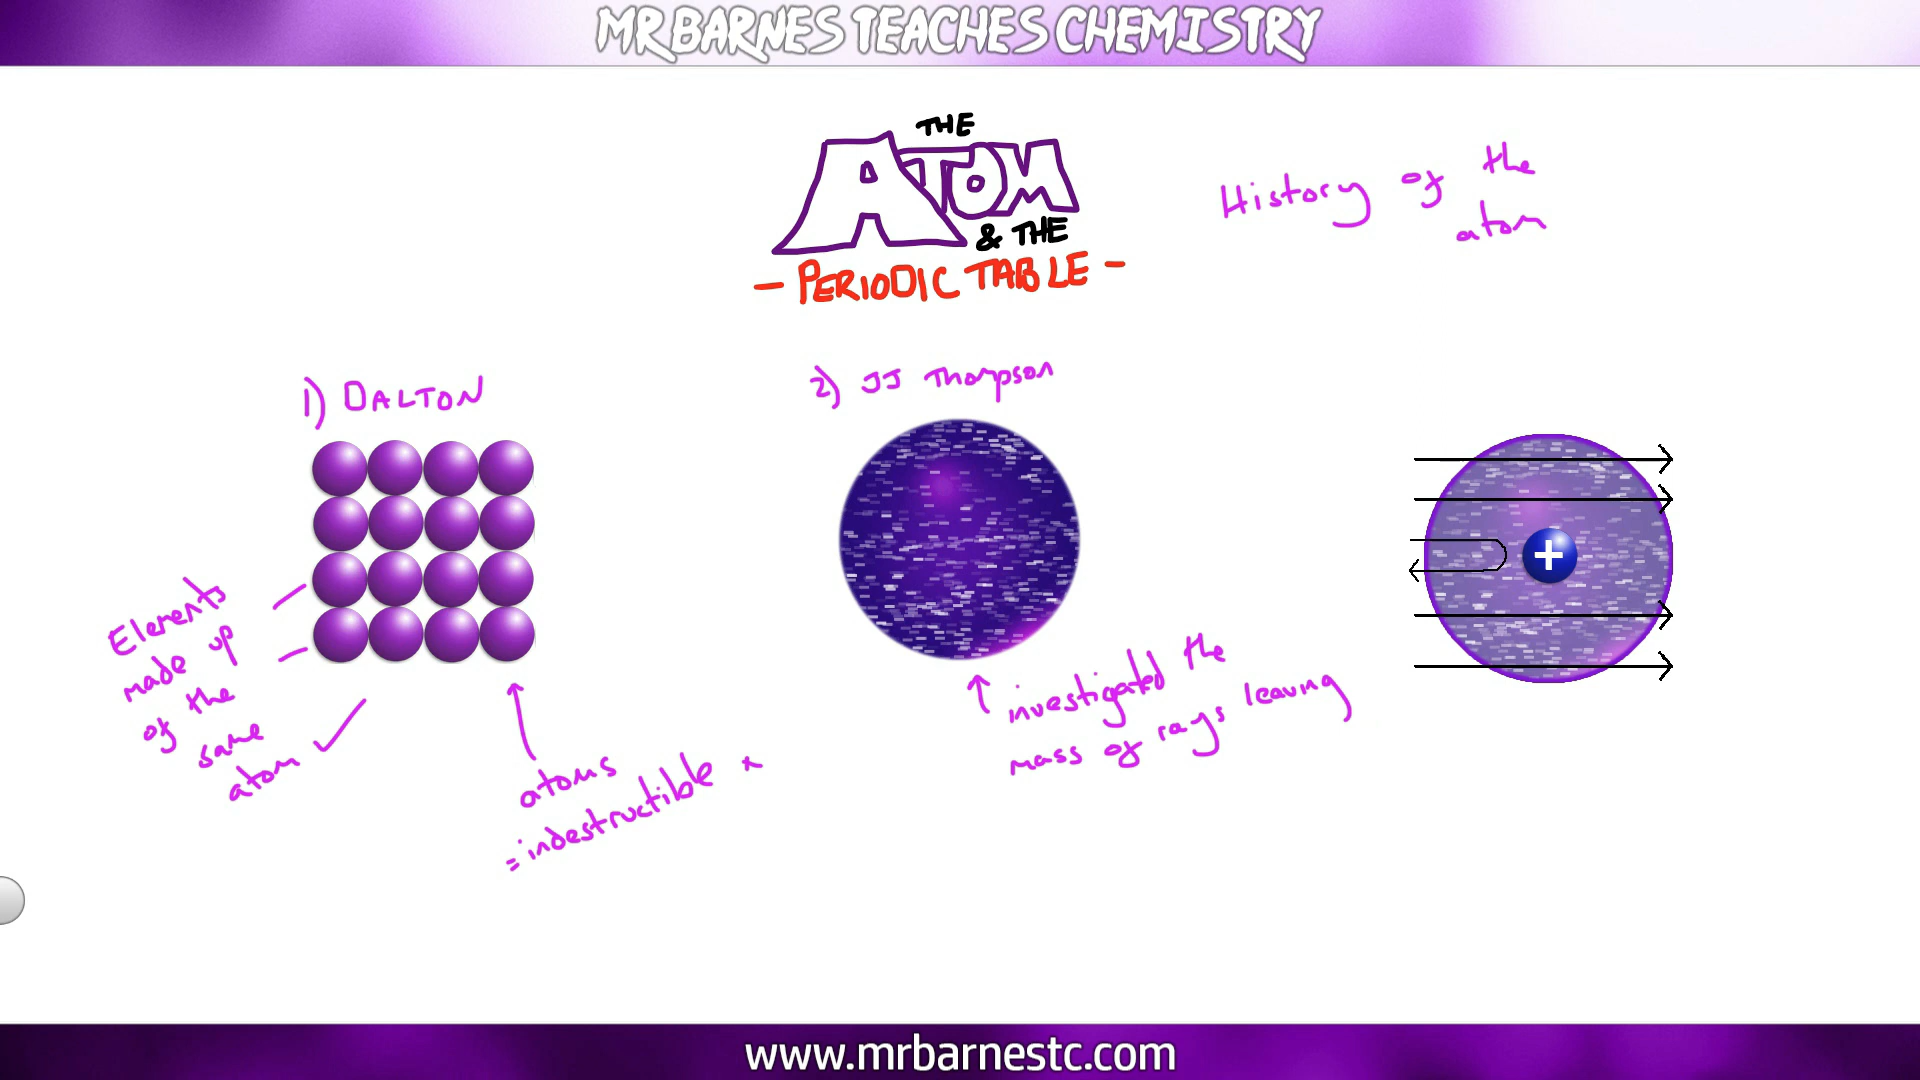 MR BARNES TEACHES CHEMISTRY
THE
ATOM
& THE
- PERIODIC TABLE -
History of the
atom
1) DALTON
Elements
made up
of the
same
atom ✓
atoms
= indestructible x
2) JJ Thompson
investigated the
mass of rays leaving
+
www.mrbarnestc.com